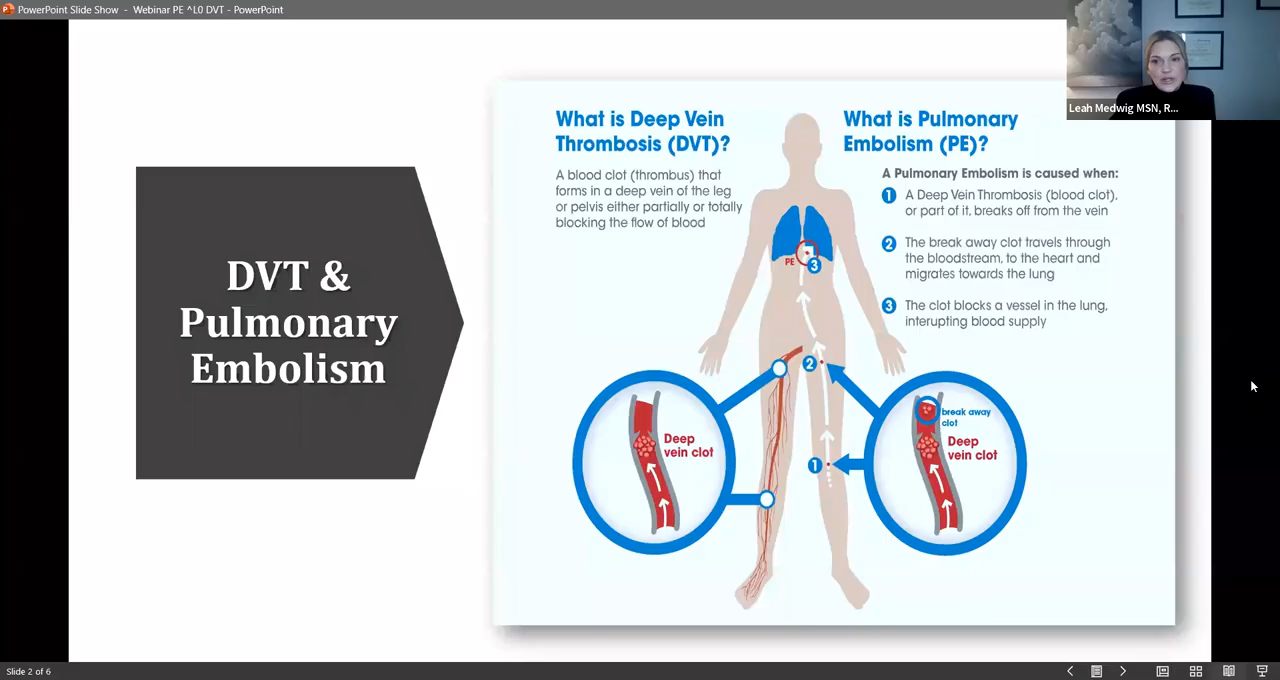 PowerPoint Slide Show - Webinar PE ^L0 DVT - PowerPoint
Leah Medwig MSN, R...
DVT &
Pulmonary
Embolism
What is Deep Vein
Thrombosis (DVT)?
A blood clot (thrombus) that
forms in a deep vein of the leg
or pelvis either partially or totally
blocking the flow of blood
What is Pulmonary
Embolism (PE)?
A Pulmonary Embolism is caused when:
1 A Deep Vein Thrombosis (blood clot),
or part of it, breaks off from the vein
2 The break away clot travels through
the bloodstream, to the heart and
migrates towards the lung
3 The clot blocks a vessel in the lung,
interupting blood supply
PE
3
2
1
Deep
vein clot
break away
clot
Deep
vein clot
Slide 2 of 6